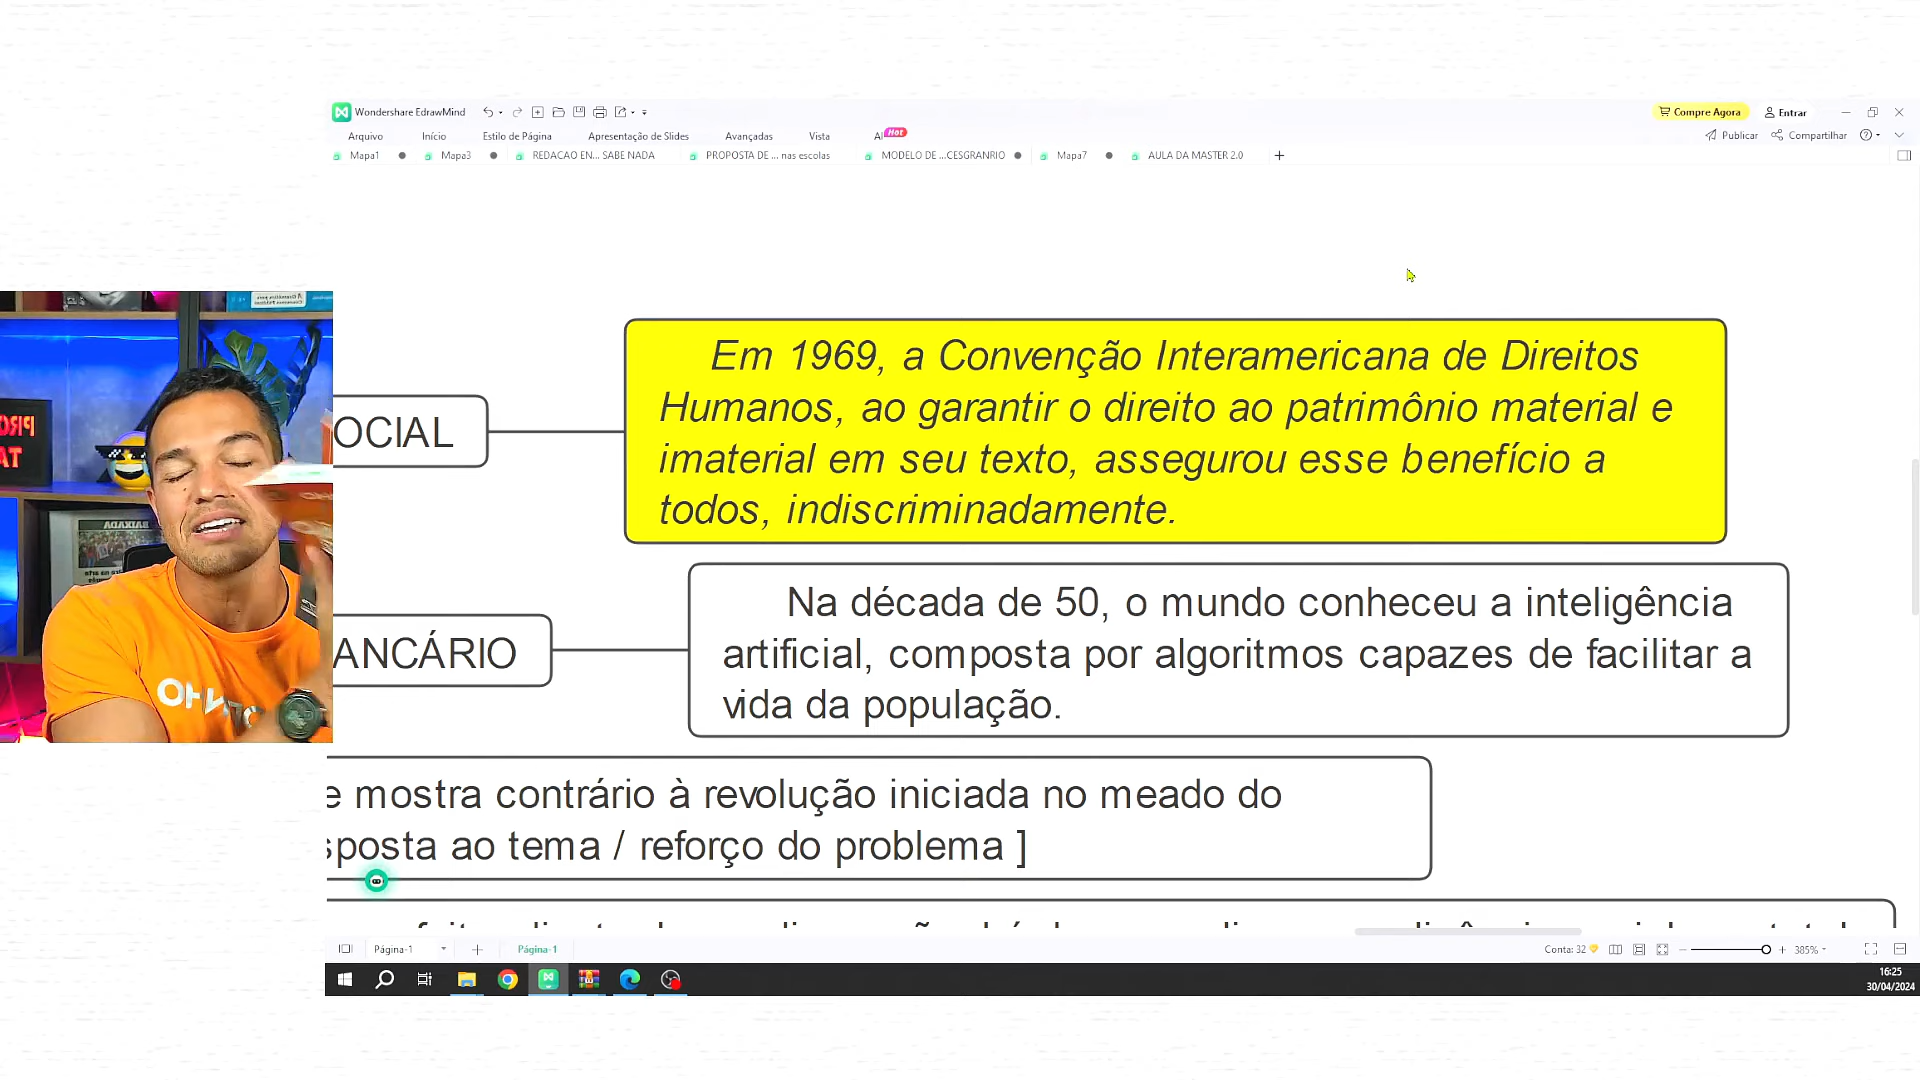 Wondershare EdrawMind
Compre Agora
Entrar
Arquivo
Início
Estilo de Página
Apresentação de Slides
Avançadas
Vista
AI
Hot
Publicar
Compartilhar
Mapa1
Mapa3
REDACAO EN... SABE NADA
PROPOSTA DE ... nas escolas
MODELO DE ...CESGRANRIO
Mapa7
AULA DA MASTER 2.0
Em 1969, a Convenção Interamericana de Direitos
Humanos, ao garantir o direito ao patrimônio material e
imaterial em seu texto, assegurou esse benefício a
todos, indiscriminadamente.
OCIAL
Na década de 50, o mundo conheceu a inteligência
artificial, composta por algoritmos capazes de facilitar a
vida da população.
ANCÁRIO
e mostra contrário à revolução iniciada no meado do
sposta ao tema / reforço do problema ]
BAIXADA
Página-1
Página-1
Conta: 32
385%
16:25
30/04/2024